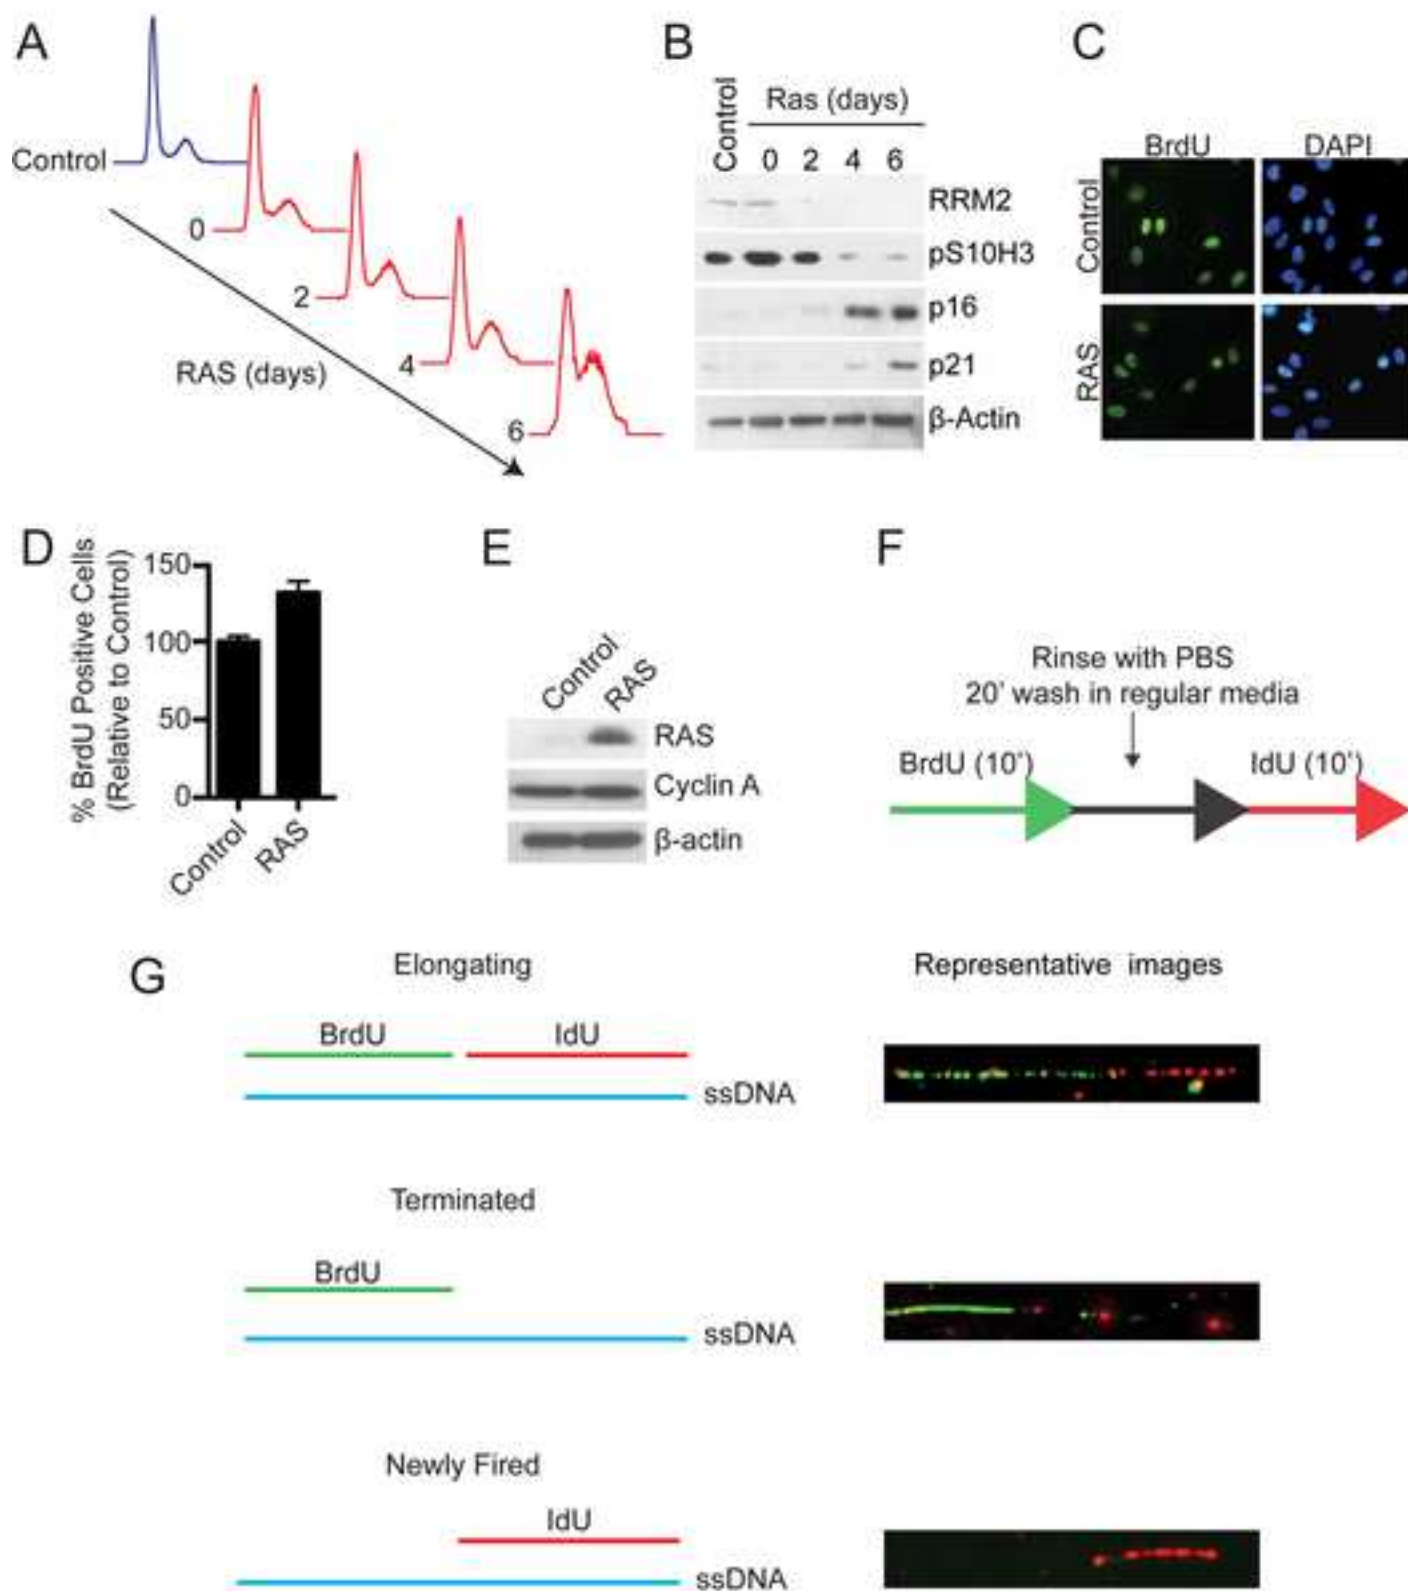 A
Control
0
2
4
6
RAS (days)
B
Control
Ras (days)
0 2 4 6
RRM2
pS10H3
p16
p21
β-Actin
C
BrdU DAPI
Control
RAS
D
% BrdU Positive Cells
(Relative to Control)
150
100
50
0
Control
RAS
E
Control
RAS
RAS
Cyclin A
β-actin
F
Rinse with PBS
20' wash in regular media
BrdU (10') IdU (10')
G
Elongating
Representative images
BrdU IdU
ssDNA
Terminated
BrdU
ssDNA
Newly Fired
IdU
ssDNA